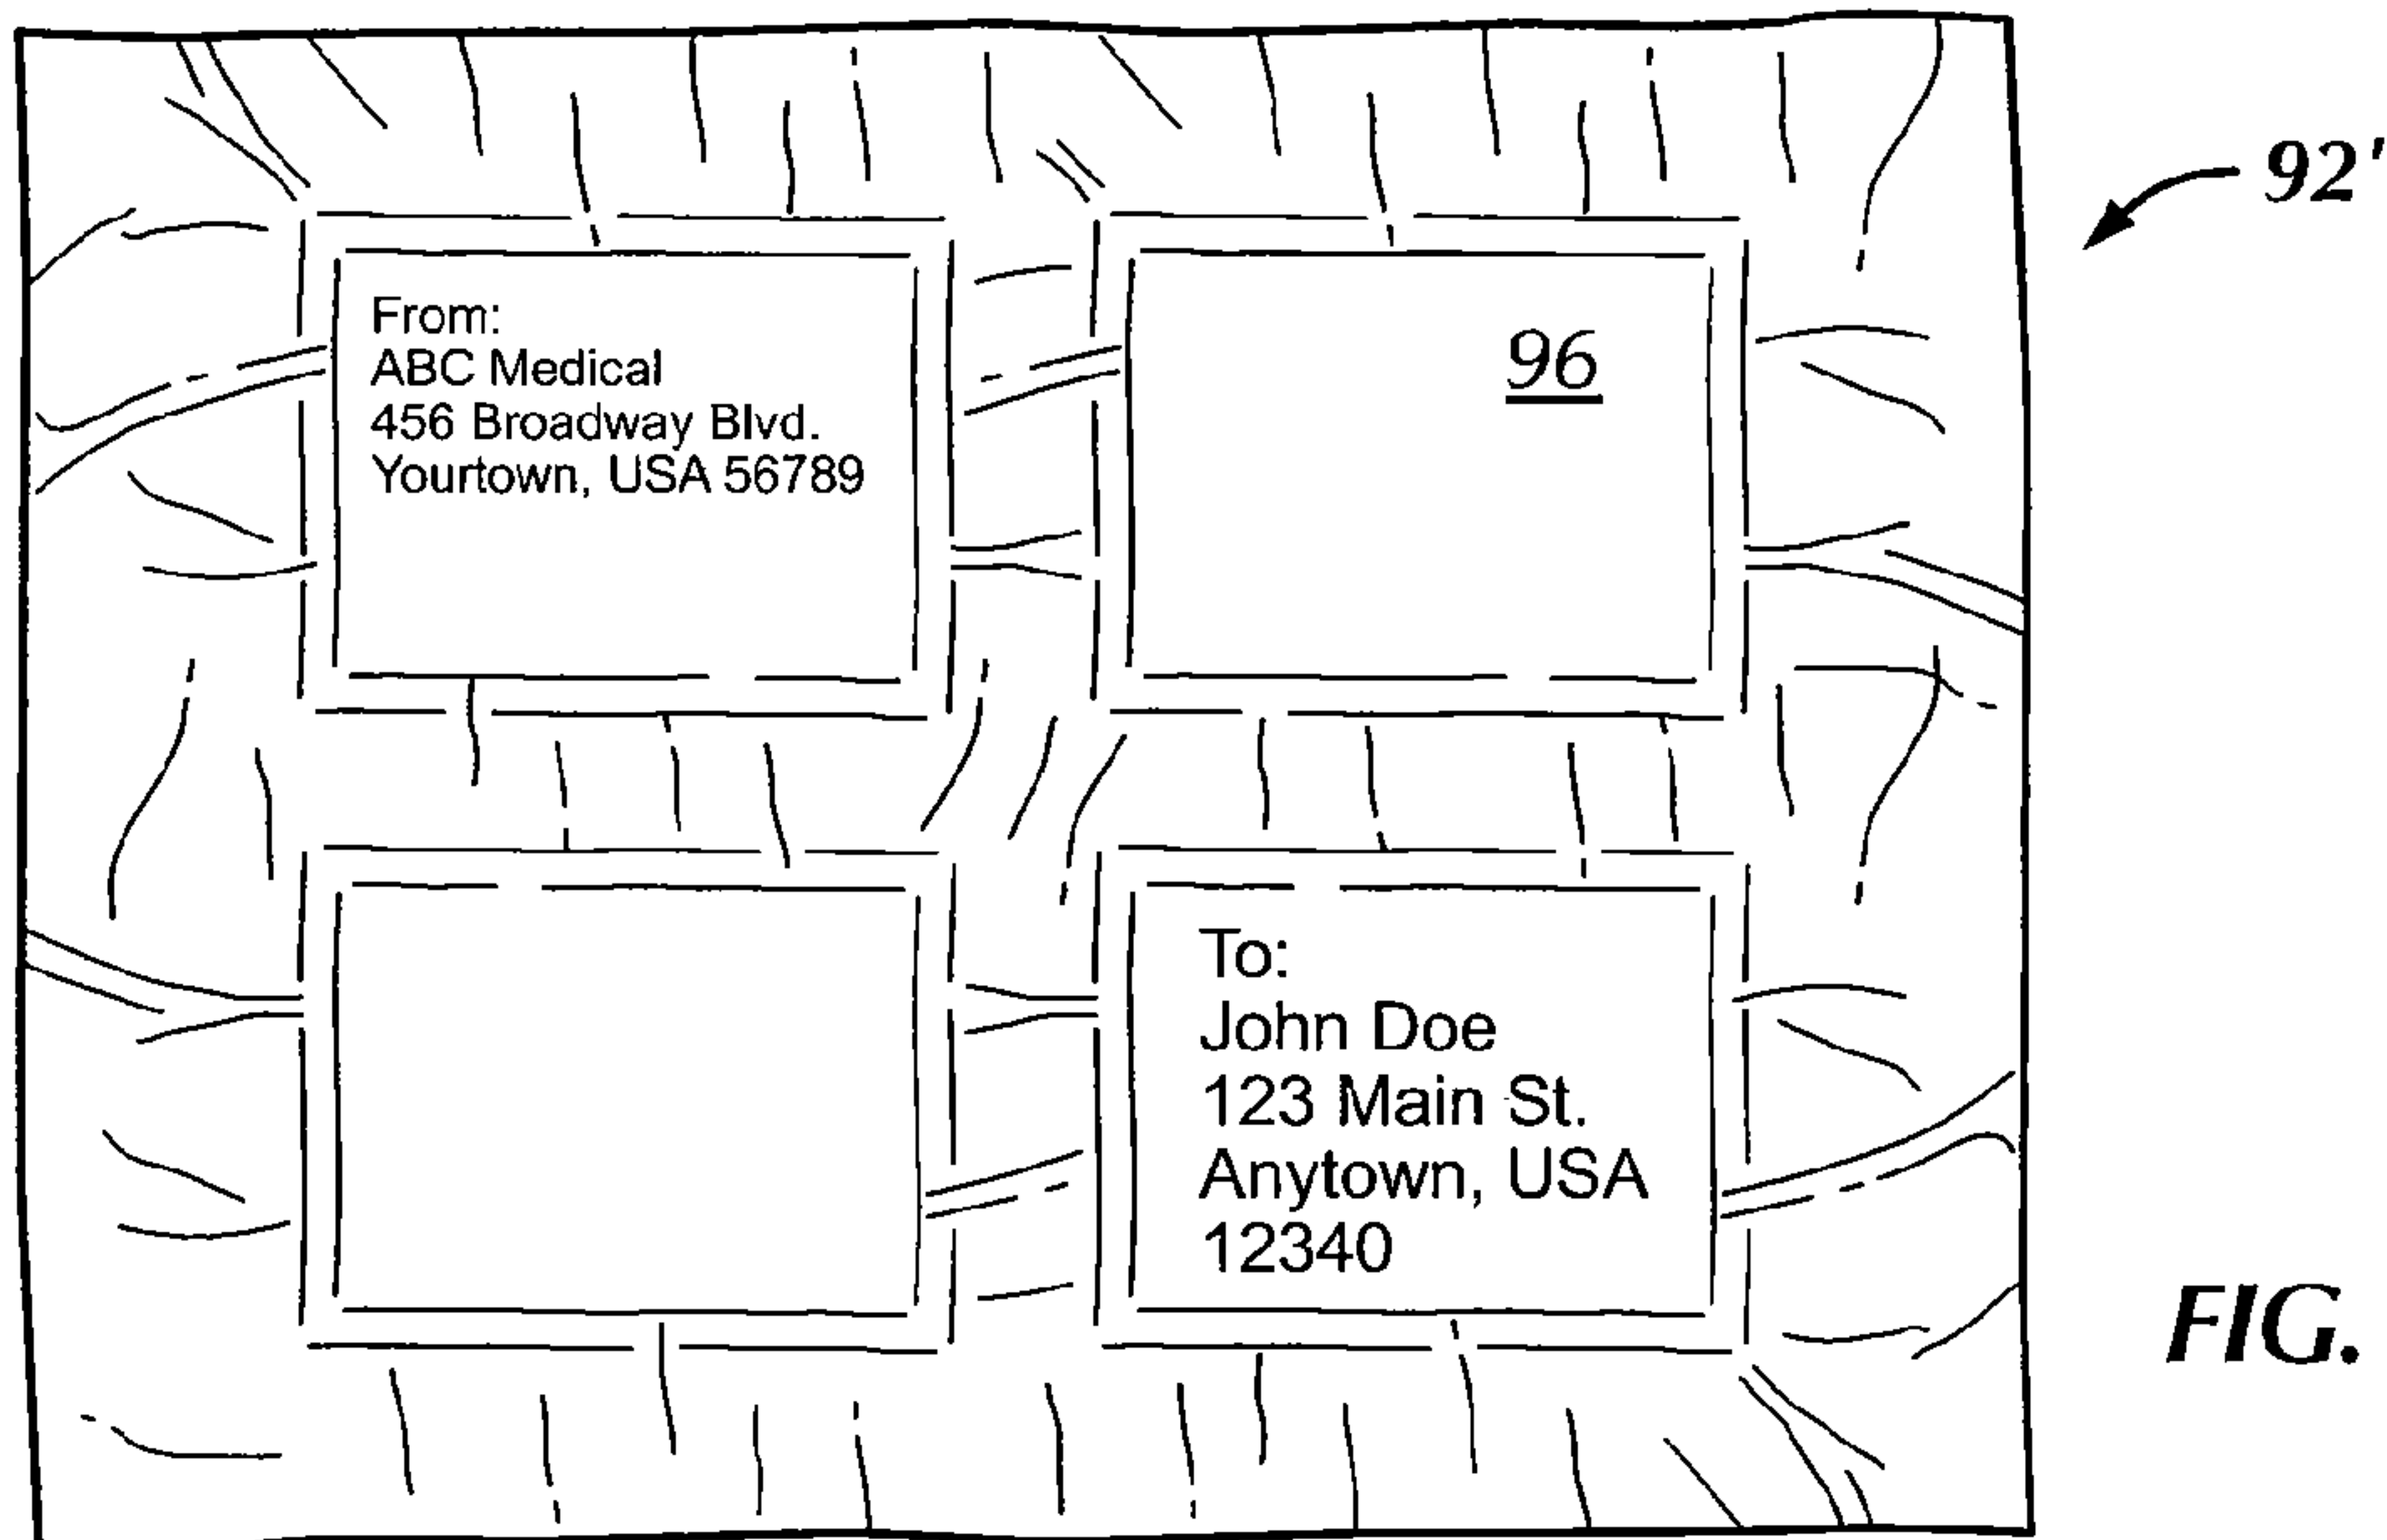 92'
From:
ABC Medical
456 Broadway Blvd.
Yourtown, USA 56789
96
To:
John Doe
123 Main St.
Anytown, USA
12340
FIG.